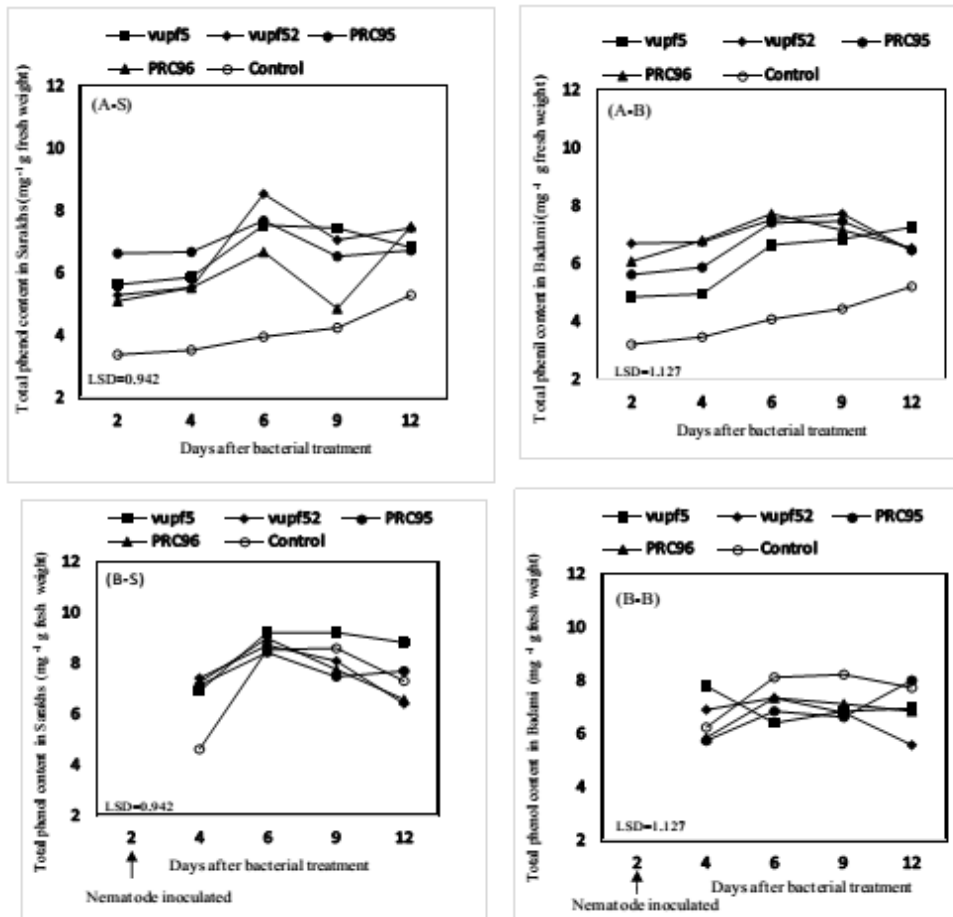 vupf5 vupf52 PRC95
PRC96 Control
Total phenol content in Sarakhs (mg⁻¹ g fresh weight)
12
10
8
6
4
2
(A-S)
LSD=0.942
2 4 6 9 12
Days after bacterial treatment
vupf5 vupf52 PRC95
PRC96 Control
Total phenil content in Badami (mg⁻¹ g fresh weight)
12
10
8
6
4
2
(A-B)
LSD=1.127
2 4 6 9 12
Days after bacterial treatment
vupf5 vupf52 PRC95
PRC96 Control
Total phenol content in Sarakhs (mg⁻¹ g fresh weight)
12
10
8
6
4
2
(B-S)
LSD=0.942
2 4 6 9 12
Days after bacterial treatment
Nematode inoculated
vupf5 vupf52 PRC95
PRC96 Control
Total phenol content in Badami (mg⁻¹ g fresh weight)
12
10
8
6
4
2
(B-B)
LSD=1.127
2 4 6 9 12
Days after bacterial treatment
Nematode inoculated